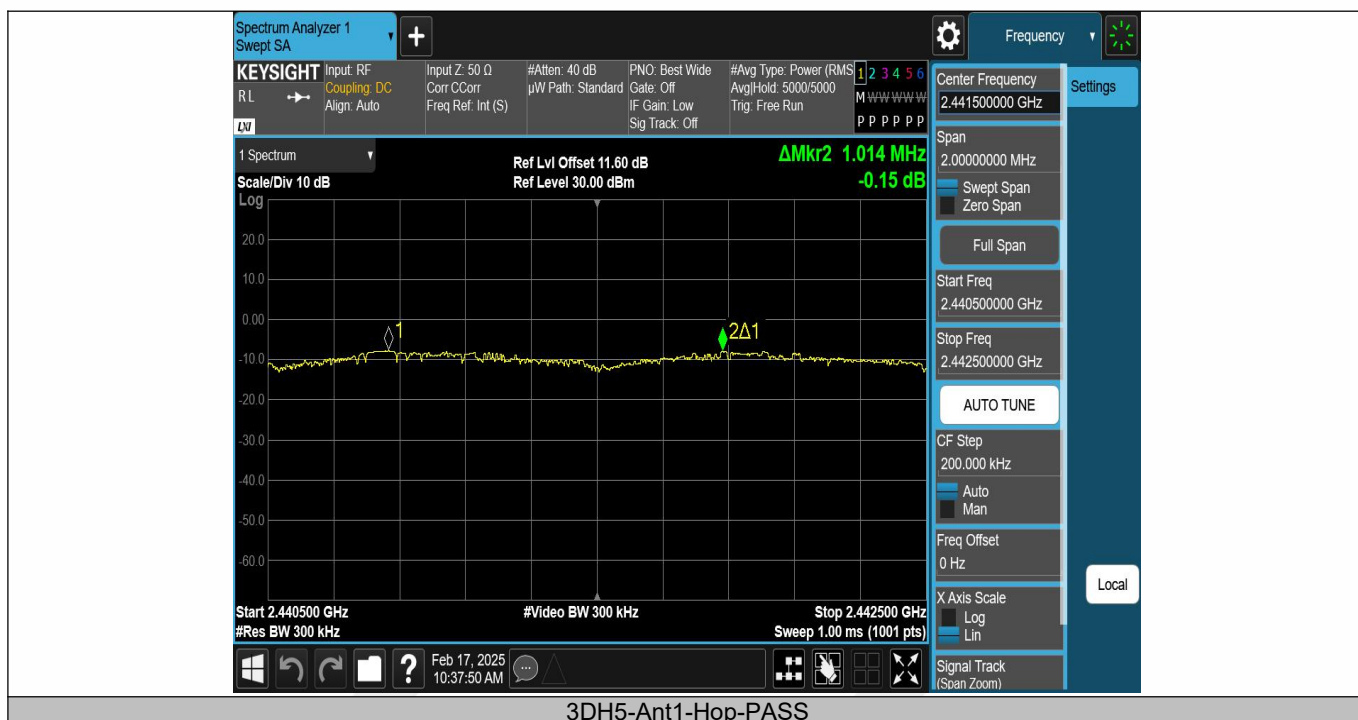 Spectrum Analyzer 1
Swept SA
Frequency
KEYSIGHT
RL
LXI
Input: RF
Coupling: DC
Align: Auto
Input Z: 50 Ω
Corr CCorr
Freq Ref: Int (S)
#Atten: 40 dB
µW Path: Standard
PNO: Best Wide
Gate: Off
IF Gain: Low
Sig Track: Off
#Avg Type: Power (RMS
Avg|Hold: 5000/5000
Trig: Free Run
1 2 3 4 5 6
M W W W W W
P P P P P P
1 Spectrum
Scale/Div 10 dB
Log
Ref Lvl Offset 11.60 dB
Ref Level 30.00 dBm
ΔMkr2 1.014 MHz
-0.15 dB
20.0
10.0
0.00
-10.0
-20.0
-30.0
-40.0
-50.0
-60.0
1
2Δ1
Start 2.440500 GHz
#Res BW 300 kHz
#Video BW 300 kHz
Stop 2.442500 GHz
Sweep 1.00 ms (1001 pts)
Feb 17, 2025
10:37:50 AM
Center Frequency
2.441500000 GHz
Settings
Span
2.00000000 MHz
Swept Span
Zero Span
Full Span
Start Freq
2.440500000 GHz
Stop Freq
2.442500000 GHz
AUTO TUNE
CF Step
200.000 kHz
Auto
Man
Freq Offset
0 Hz
X Axis Scale
Log
Lin
Local
Signal Track
(Span Zoom)
3DH5-Ant1-Hop-PASS